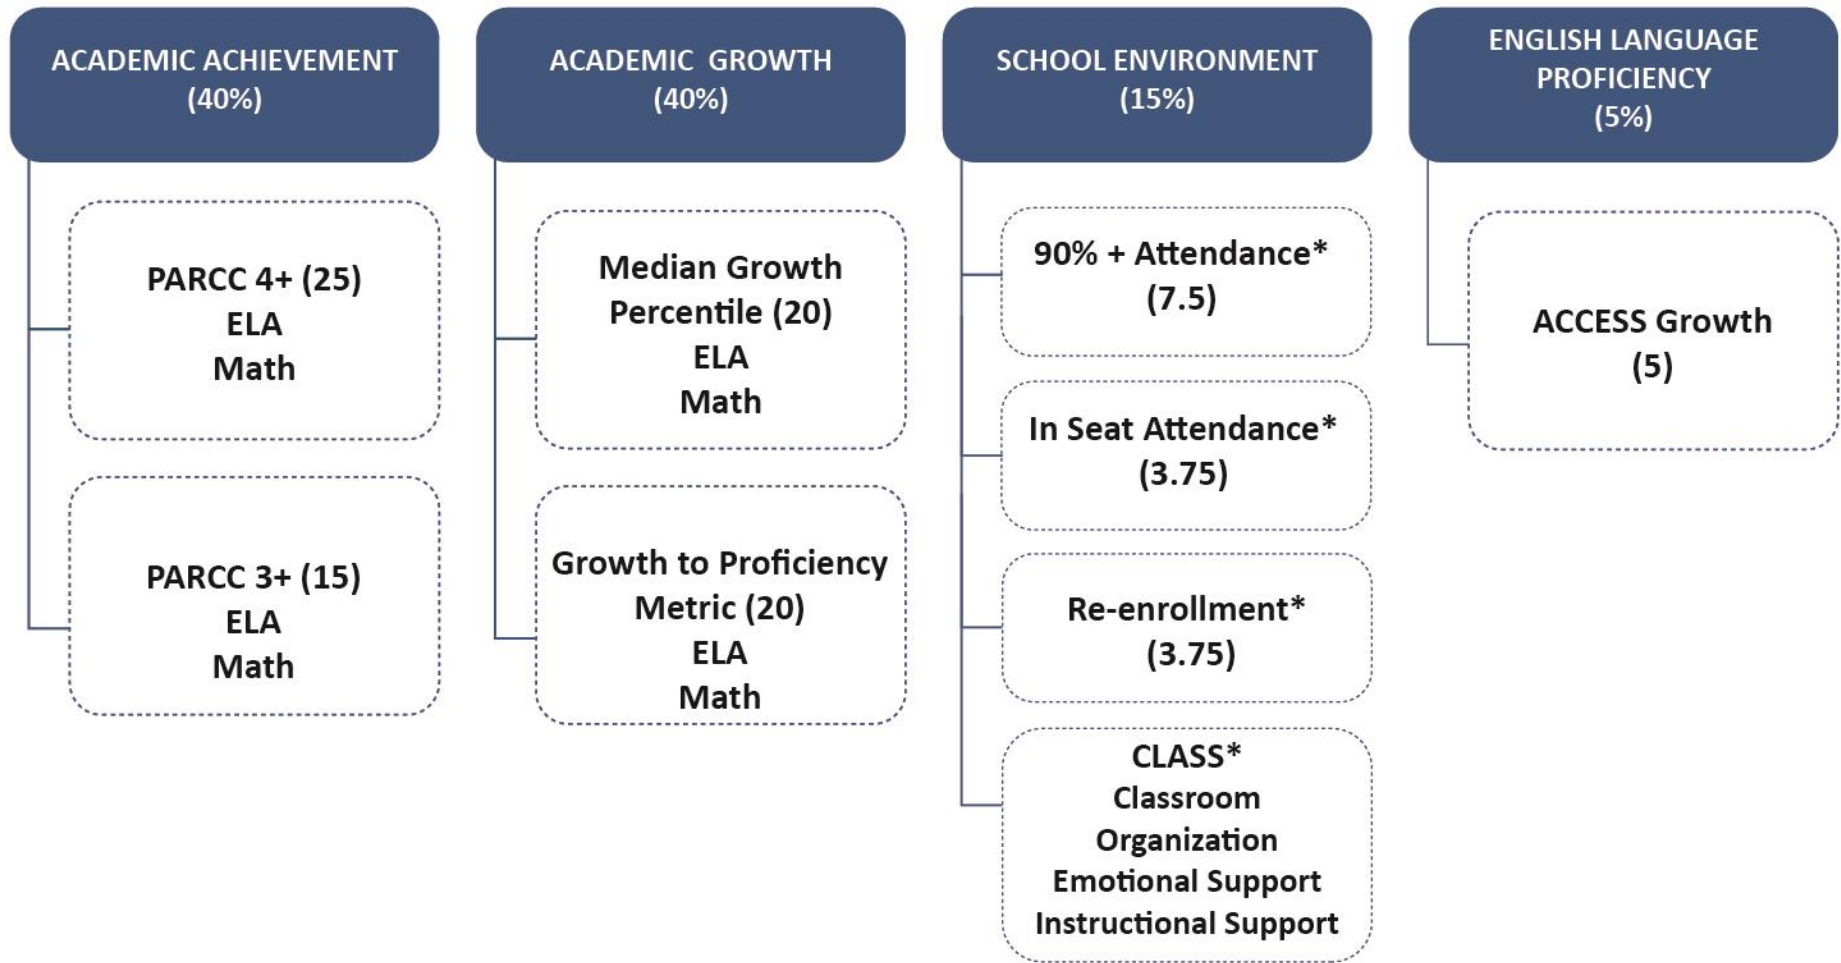 ACADEMIC ACHIEVEMENT
(40%)
PARCC 4+ (25)
ELA
Math
PARCC 3+ (15)
ELA
Math
ACADEMIC GROWTH
(40%)
Median Growth
Percentile (20)
ELA
Math
Growth to Proficiency
Metric (20)
ELA
Math
SCHOOL ENVIRONMENT
(15%)
90% + Attendance*
(7.5)
In Seat Attendance*
(3.75)
Re-enrollment*
(3.75)
CLASS*
Classroom
Organization
Emotional Support
Instructional Support
ENGLISH LANGUAGE
PROFICIENCY
(5%)
ACCESS Growth
(5)